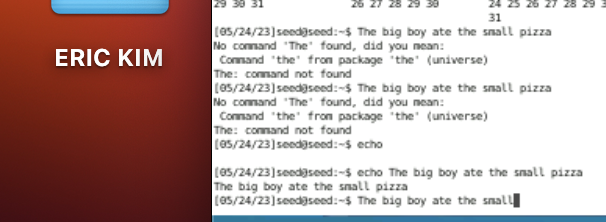 29 30 31 26 27 28 29 30 24 25 26 27 28 29 3
31
ERIC KIM
[05/24/23]seed@seed:~$ The big boy ate the small pizza
No command 'The' found, did you mean:
 Command 'the' from package 'the' (universe)
The: command not found
[05/24/23]seed@seed:~$ The big boy ate the small pizza
No command 'The' found, did you mean:
 Command 'the' from package 'the' (universe)
The: command not found
[05/24/23]seed@seed:~$ echo

[05/24/23]seed@seed:~$ echo The big boy ate the small pizza
The big boy ate the small pizza
[05/24/23]seed@seed:~$ The big boy ate the small